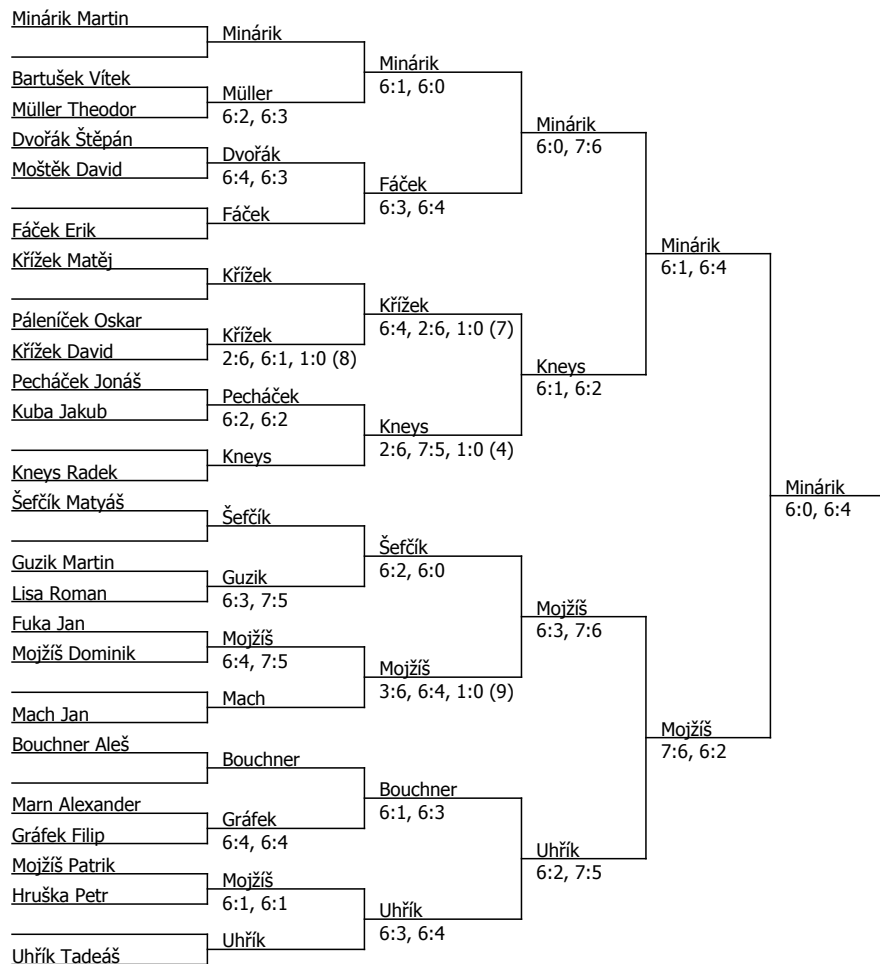 Minárik Martin
Bartušek Vítek
Müller Theodor
Dvořák Štěpán
Moštěk David
Fáček Erik
Křížek Matěj
Páleníček Oskar
Křížek David
Pecháček Jonáš
Kuba Jakub
Kneys Radek
Šefčík Matyáš
Guzik Martin
Lisa Roman
Fuka Jan
Mojžíš Dominik
Mach Jan
Bouchner Aleš
Marn Alexander
Gráfek Filip
Mojžíš Patrik
Hruška Petr
Uhřík Tadeáš
Minárik
Müller
6:2, 6:3
Dvořák
6:4, 6:3
Fáček
Křížek
Křížek
2:6, 6:1, 1:0 (8)
Pecháček
6:2, 6:2
Kneys
Šefčík
Guzik
6:3, 7:5
Mojžíš
6:4, 7:5
Mach
Bouchner
Gráfek
6:4, 6:4
Mojžíš
6:1, 6:1
Uhřík
Minárik
6:1, 6:0
Fáček
6:3, 6:4
Křížek
6:4, 2:6, 1:0 (7)
Kneys
2:6, 7:5, 1:0 (4)
Šefčík
6:2, 6:0
Mojžíš
3:6, 6:4, 1:0 (9)
Bouchner
6:1, 6:3
Uhřík
6:3, 6:4
Minárik
6:0, 7:6
Kneys
6:1, 6:2
Mojžíš
6:3, 7:6
Uhřík
6:2, 7:5
Minárik
6:1, 6:4
Mojžíš
7:6, 6:2
Minárik
6:0, 6:4